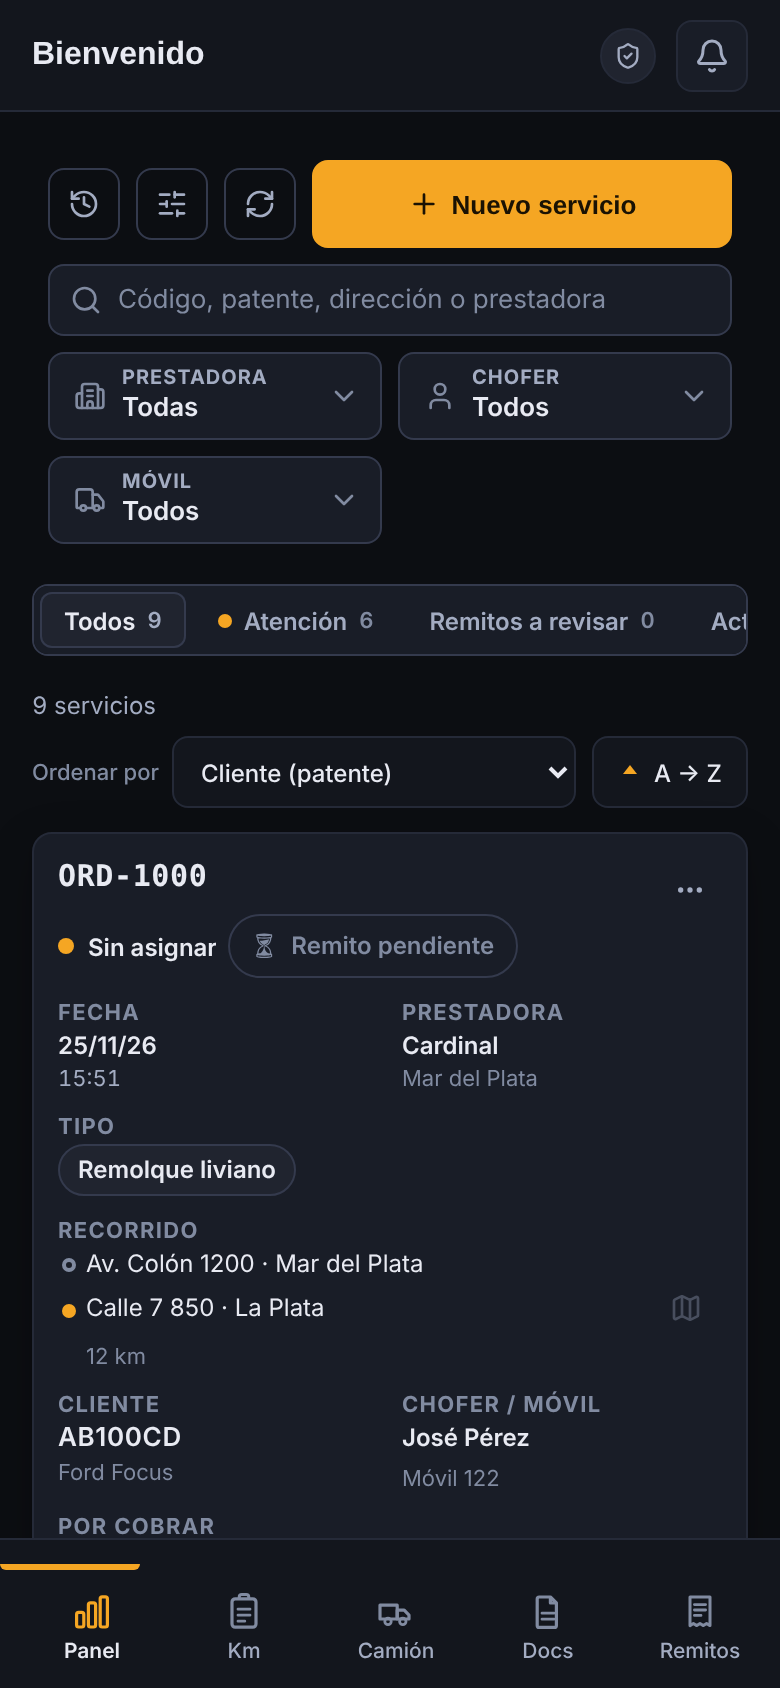 Bienvenido
Nuevo servicio
Código, patente, dirección o prestadora
PRESTADORA
Todas
CHOFER
Todos
MÓVIL
Todos
Todos 9
Atención 6
Remitos a revisar 0
Act
9 servicios
Ordenar por
Cliente (patente)
A → Z
ORD-1000
...
Sin asignar
Remito pendiente
FECHA
25/11/26
15:51
PRESTADORA
Cardinal
Mar del Plata
TIPO
Remolque liviano
RECORRIDO
Av. Colón 1200 · Mar del Plata
Calle 7 850 · La Plata
12 km
CLIENTE
AB100CD
Ford Focus
CHOFER / MÓVIL
José Pérez
Móvil 122
POR COBRAR
Panel
Km
Camión
Docs
Remitos